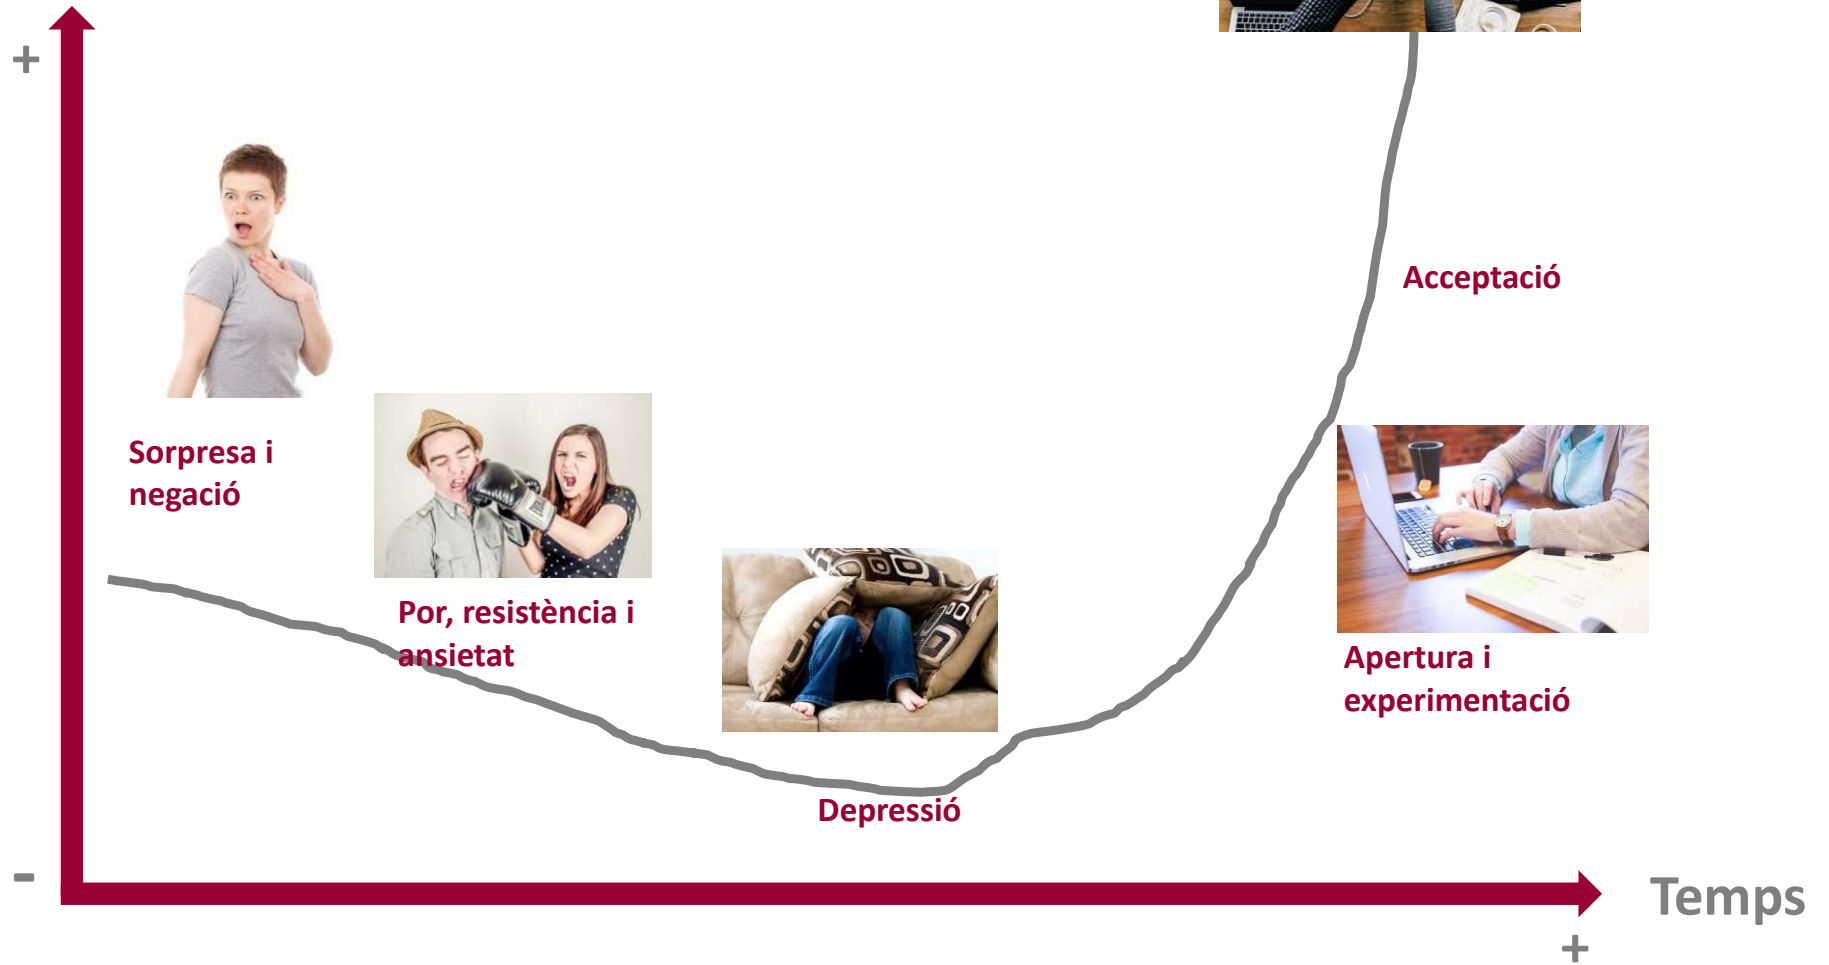 +
Acceptació
Sorpresa i
negació
Por, resistència i
ansietat
Apertura i
experimentació
Depressió
-
Temps
+